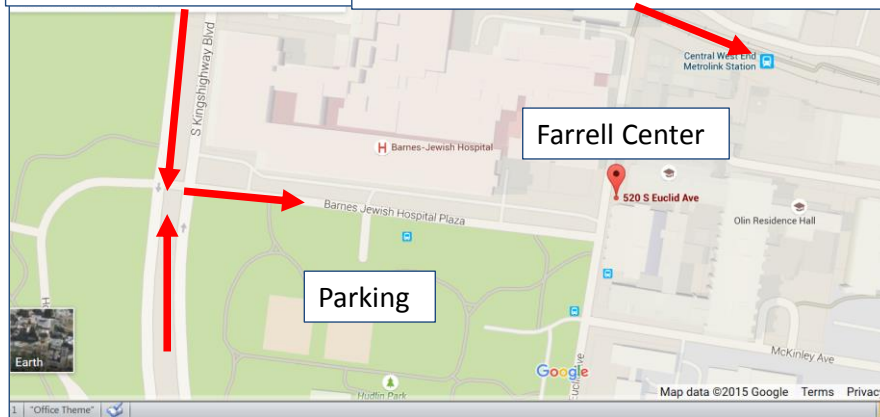 S Kingshighway Blvd
Central West End
Metrolink Station
Farrell Center
H Barnes-Jewish Hospital
520 S Euclid Ave
Olin Residence Hall
Barnes Jewish Hospital Plaza
Parking
Earth
McKinley Ave
Google
Hudlin Park
Map data ©2015 Google Terms Privacy
1 "Office Theme"